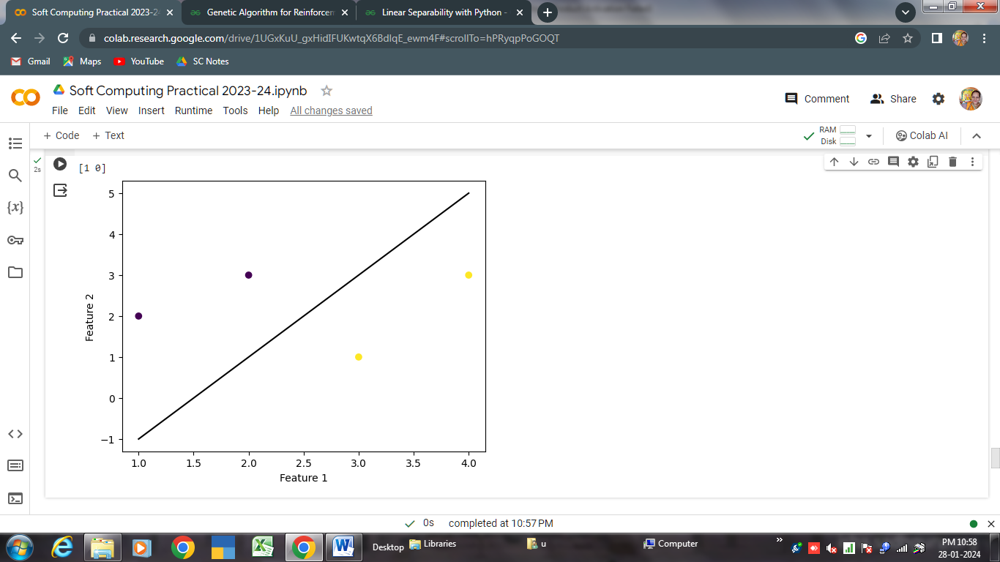 Soft Computing Practical 2023-24
Genetic Algorithm for Reinforcem
Linear Separability with Python -
colab.research.google.com/drive/1UGxKuU_gxHidIFUKwtqX6BdIqE_ewm4F#scrollTo=hPRyqpPoGOQT
Gmail Maps YouTube SC Notes
Soft Computing Practical 2023-24.ipynb
File Edit View Insert Runtime Tools Help All changes saved
Comment Share
+ Code + Text
RAM
Disk
Colab AI
2s
[1 0]
{x}
5
4
3
2
1
0
−1
Feature 2
1.0 1.5 2.0 2.5 3.0 3.5 4.0
Feature 1
0s completed at 10:57 PM
Desktop Libraries u Computer
PM 10:58
28-01-2024